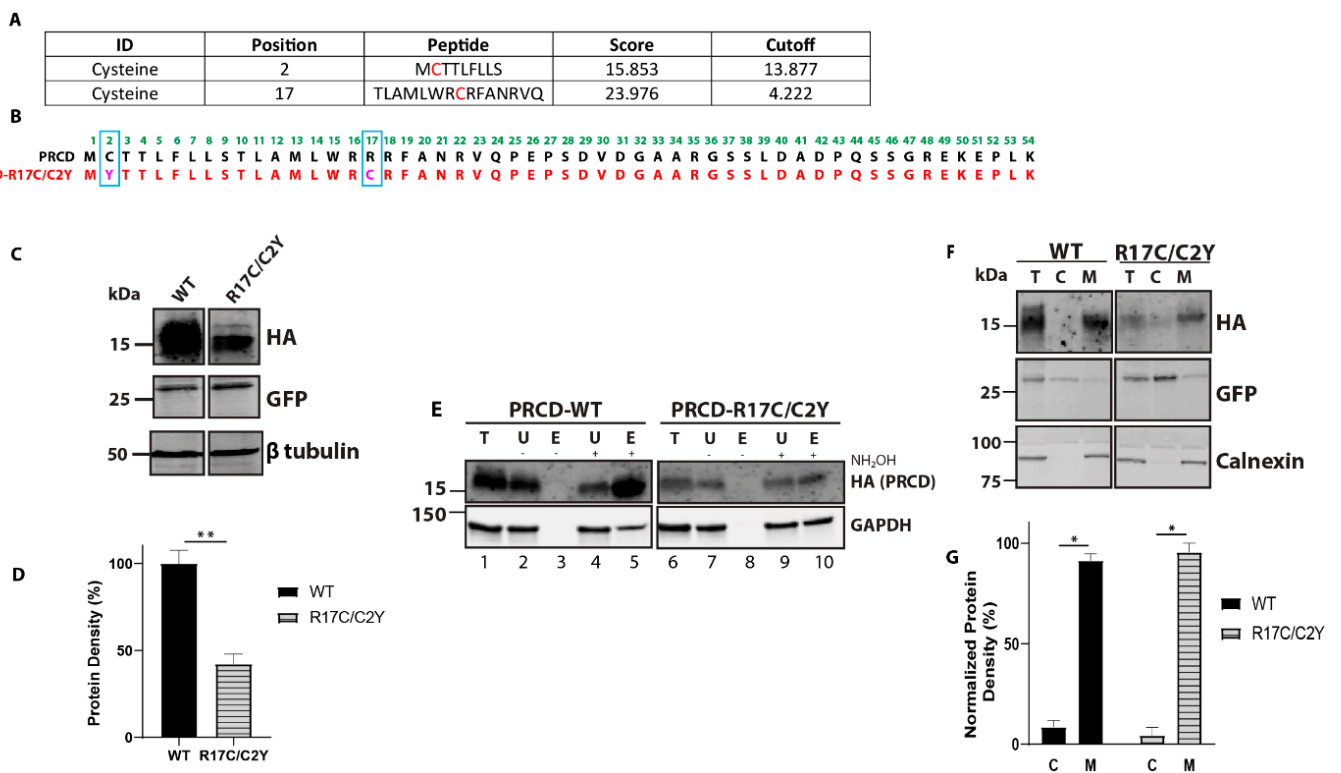 A
ID Position Peptide Score Cutoff
Cysteine 2 MCTTLFLLS 15.853 13.877
Cysteine 17 TLAMLWRCRFANRVQ 23.976 4.222
B
1 2 3 4 5 6 7 8 9 10 11 12 13 14 15 16 17 18 19 20 21 22 23 24 25 26 27 28 29 30 31 32 33 34 35 36 37 38 39 40 41 42 43 44 45 46 47 48 49 50 51 52 53 54
PRCD M C T T L F L L S T L A M L W R R R F A N R V Q P E P S D V D G A A R G S S L D A D P Q S S G R E K E P L K
D-R17C/C2Y M Y T T L F L L S T L A M L W R C R F A N R V Q P E P S D V D G A A R G S S L D A D P Q S S G R E K E P L K
C
kDa WT R17C/C2Y
15 HA
25 GFP
50 β tubulin
D
Protein Density (%)
100
50
0
**
WT R17C/C2Y
WT
R17C/C2Y
E
PRCD-WT PRCD-R17C/C2Y
T U E U E T U E U E
- - + + - - + + NH₂OH
15 HA (PRCD)
150 GAPDH
1 2 3 4 5 6 7 8 9 10
F
WT R17C/C2Y
kDa T C M T C M
15 HA
25 GFP
100
75 Calnexin
G
Normalized Protein
Density (%)
100
50
0
* *
C M C M
WT
R17C/C2Y